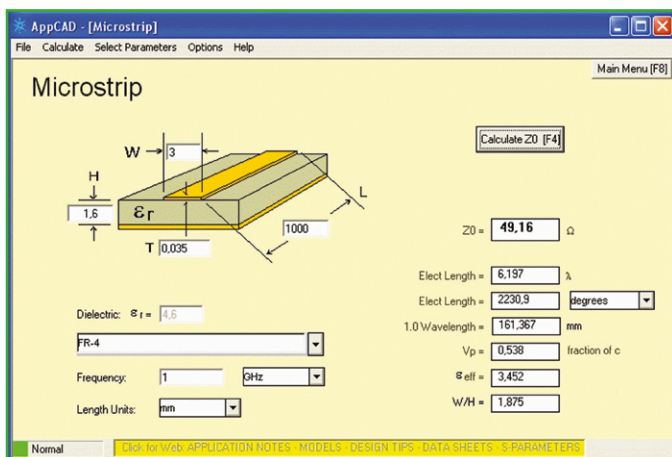 AppCAD - [Microstrip]
File Calculate Select Parameters Options Help
Main Menu [F8]
Microstrip
Calculate Z0 [F4]
W 3
H
L
1,6
εr
1000
T 0,035
Z0 = 49,16 Ω
Elect Length = 6,197 λ
Elect Length = 2230,9 degrees
1.0 Wavelength = 161,367 mm
Vp = 0,538 fraction of c
εeff = 3,452
W/H = 1,875
Dielectric: εr = 4,6
FR-4
Frequency: 1 GHz
Length Units: mm
Normal
Click for Web: APPLICATION NOTES - MODELS - DESIGN TIPS - DATA SHEETS - S-PARAMETERS